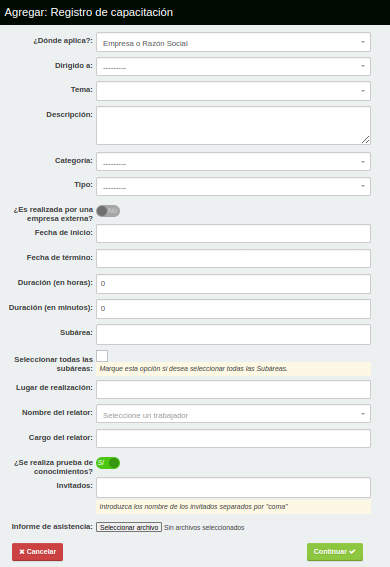 Agregar: Registro de capacitación
¿Dónde aplica?: Empresa o Razón Social
Dirigido a: ---------
Tema:
Descripción:
Categoría: ---------
Tipo: ---------
¿Es realizada por una
empresa externa?: No
Fecha de inicio:
Fecha de término:
Duración (en horas): 0
Duración (en minutos): 0
Subárea:
Seleccionar todas las
subáreas: Marque esta opción si desea seleccionar todas las Subáreas.
Lugar de realización:
Nombre del relator: Seleccione un trabajador
Cargo del relator:
¿Se realiza prueba de
conocimientos?: Sí
Invitados:
Introduzca los nombre de los invitados separados por "coma"
Informe de asistencia: Seleccionar archivo Sin archivos seleccionados
Cancelar Continuar